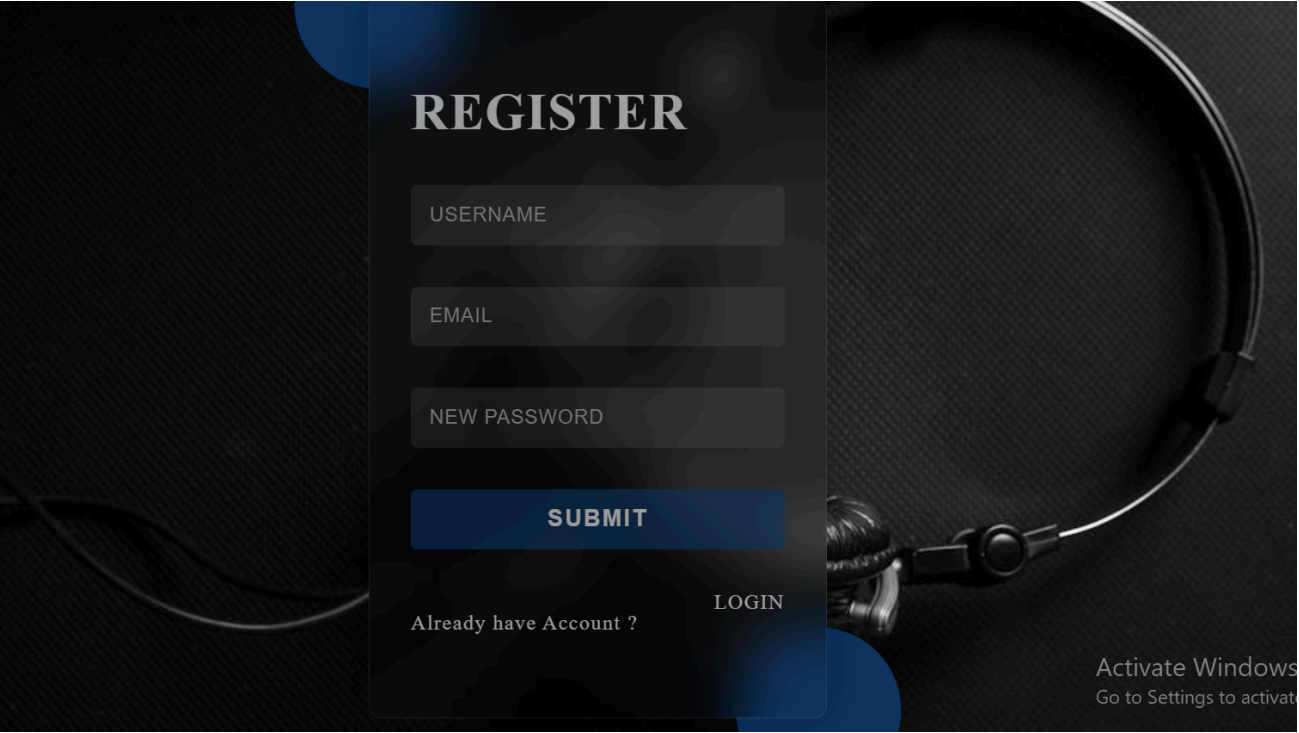 REGISTER
USERNAME
EMAIL
NEW PASSWORD
SUBMIT
LOGIN
Already have Account ?
Activate Windows
Go to Settings to activate